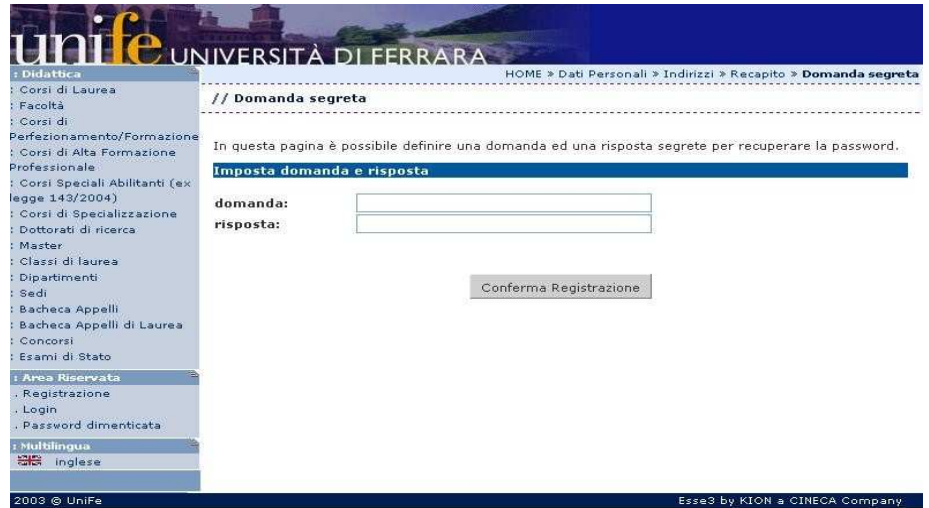 unife UNIVERSITÀ DI FERRARA
: Didattica
: Corsi di Laurea
: Facoltà
: Corsi di
Perfezionamento/Formazione
: Corsi di Alta Formazione
Professionale
: Corsi Speciali Abilitanti (ex
legge 143/2004)
: Corsi di Specializzazione
: Dottorati di ricerca
: Master
: Classi di laurea
: Dipartimenti
: Sedi
: Bacheca Appelli
: Bacheca Appelli di Laurea
: Concorsi
: Esami di Stato
: Area Riservata
. Registrazione
. Login
. Password dimenticata
: Multilingua
inglese
HOME » Dati Personali » Indirizzi » Recapito » Domanda segreta
// Domanda segreta
In questa pagina è possibile definire una domanda ed una risposta segrete per recuperare la password.
Imposta domanda e risposta
domanda:
risposta:
Conferma Registrazione
2003 © UniFe
Esse3 by KION a CINECA Company